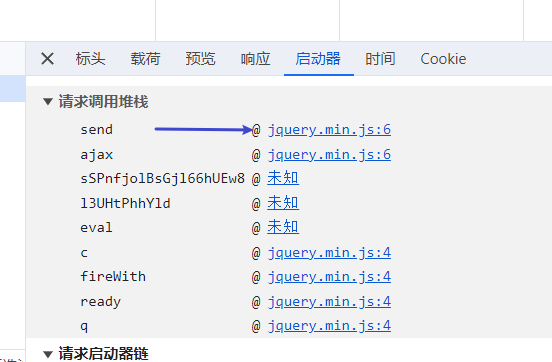 标头 载荷 预览 响应 启动器 时间 Cookie
请求调用堆栈
send @ jquery.min.js:6
ajax @ jquery.min.js:6
sSPnfjolBsGjl66hUEw8 @ 未知
l3UHtPhhYld @ 未知
eval @ 未知
c @ jquery.min.js:4
fireWith @ jquery.min.js:4
ready @ jquery.min.js:4
q @ jquery.min.js:4
请求启动器链